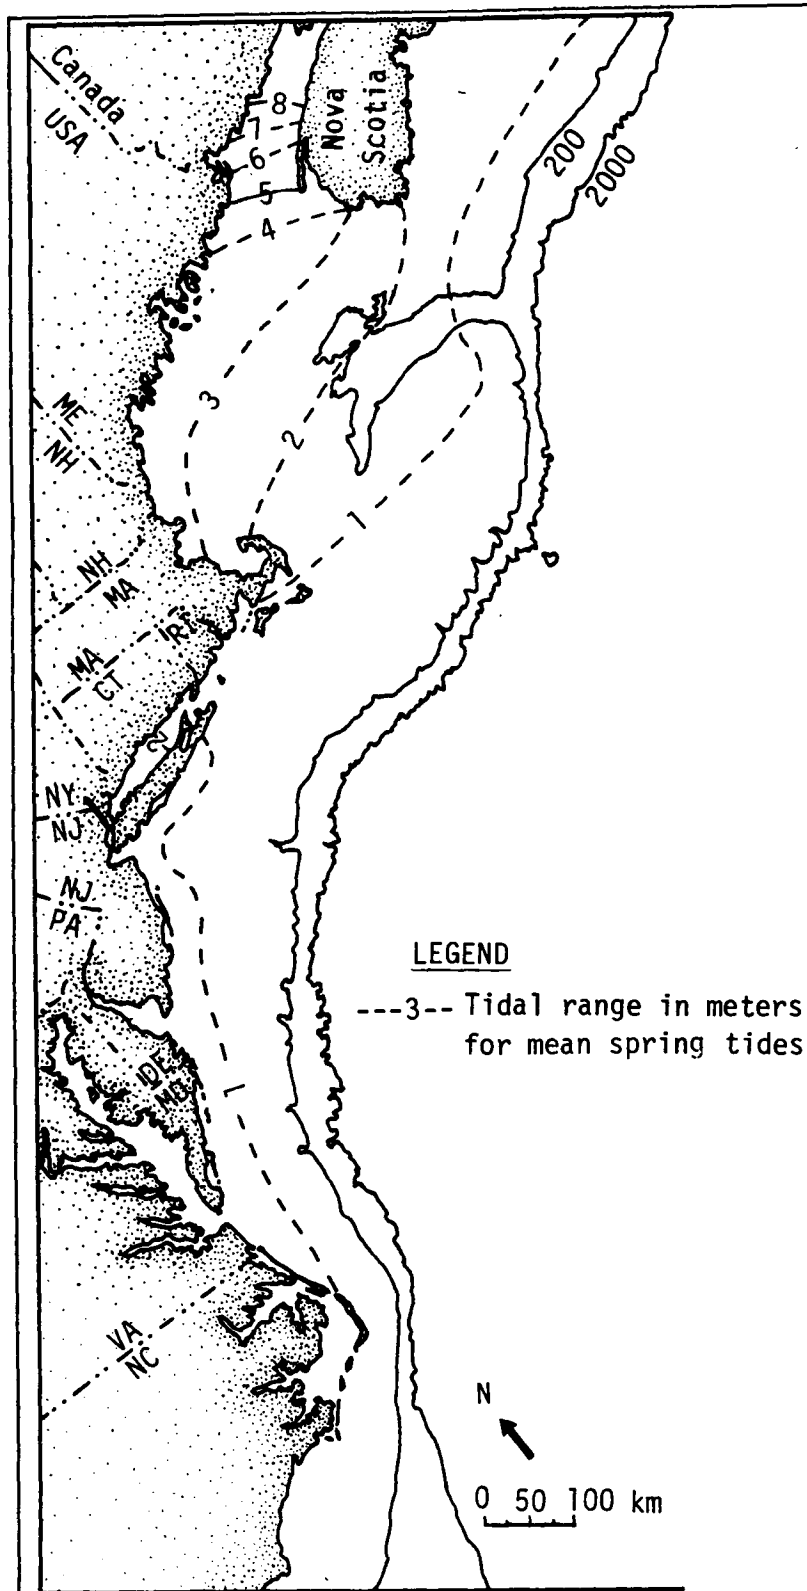 Canada
USA
8
7
6
5
4
Nova
Scotia
200
2000
3
2
1
ME
NH
NH
MA
MA
CT
RI
2
NY
NJ
NJ
PA
DE
MD
1
LEGEND
---3-- Tidal range in meters
for mean spring tides
VA
NC
N
0 50 100 km